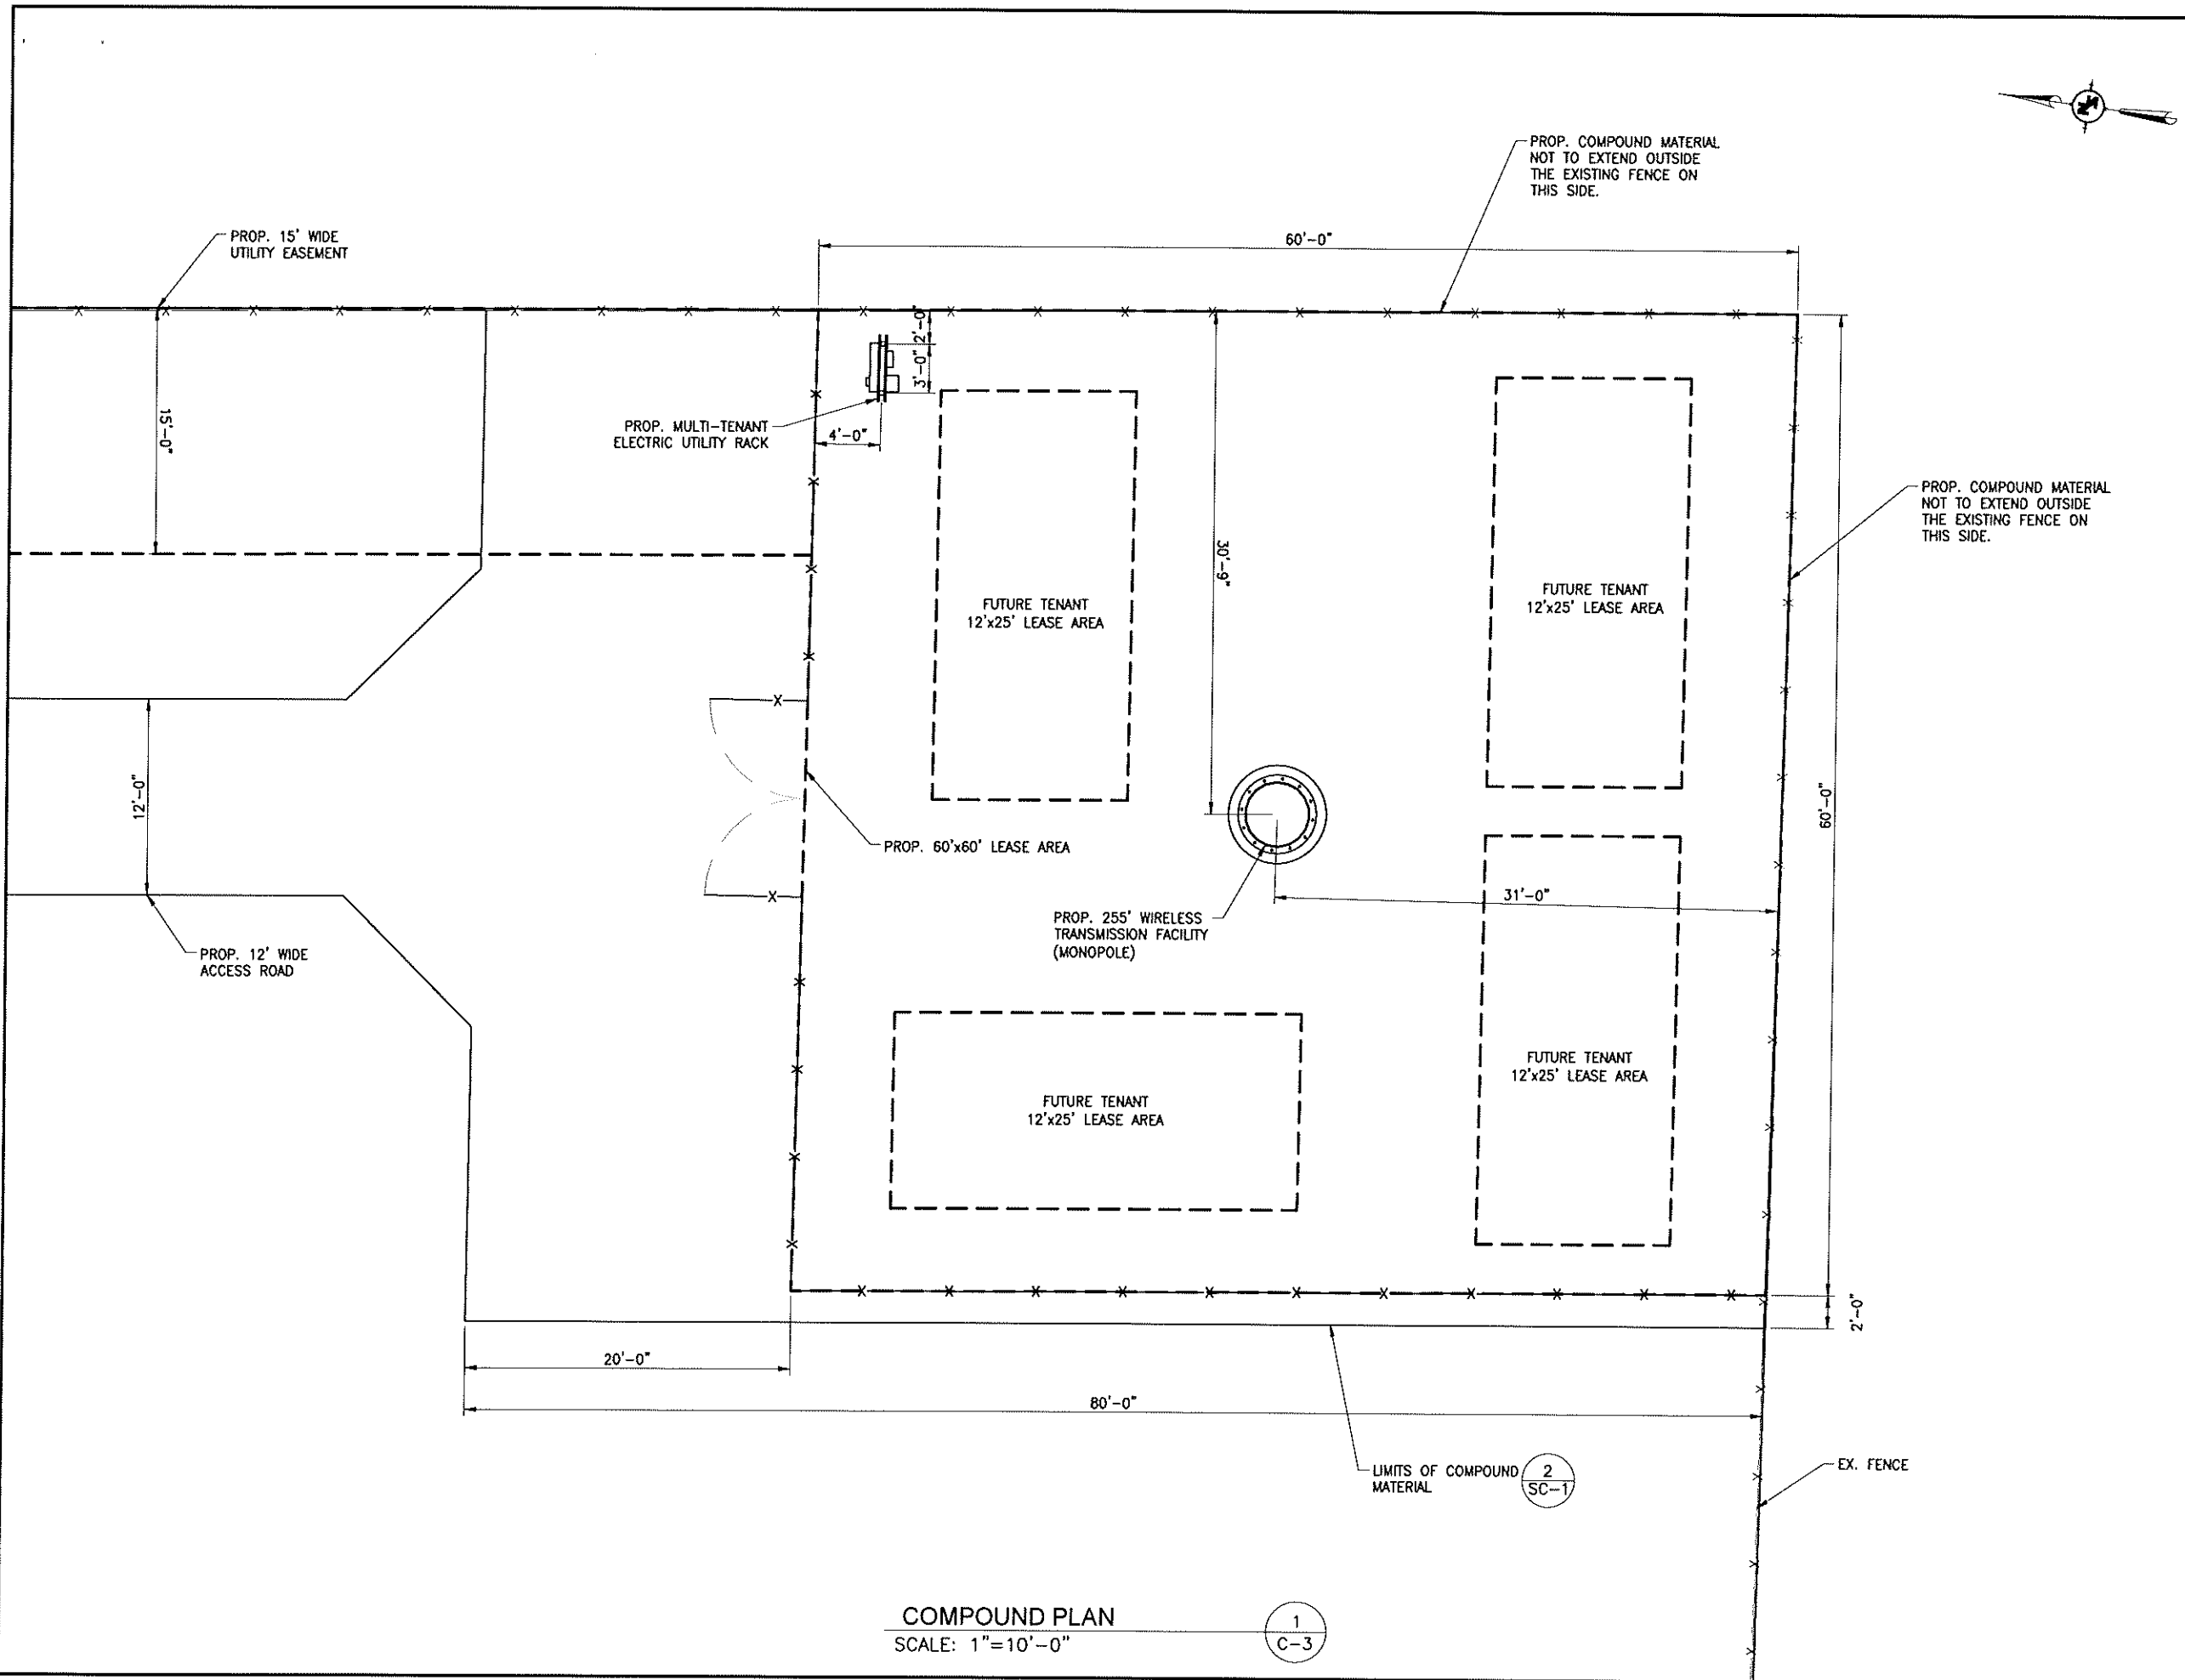 N
PROP. COMPOUND MATERIAL
NOT TO EXTEND OUTSIDE
THE EXISTING FENCE ON
THIS SIDE.
PROP. 15' WIDE
UTILITY EASEMENT
60'-0"
2'-0"
3'-0"
15'-0"
PROP. MULTI-TENANT
ELECTRIC UTILITY RACK
4'-0"
PROP. COMPOUND MATERIAL
NOT TO EXTEND OUTSIDE
THE EXISTING FENCE ON
THIS SIDE.
30'-9"
FUTURE TENANT
12'x25' LEASE AREA
FUTURE TENANT
12'x25' LEASE AREA
12'-0"
60'-0"
PROP. 60'x60' LEASE AREA
31'-0"
PROP. 255' WIRELESS
TRANSMISSION FACILITY
(MONOPOLE)
PROP. 12' WIDE
ACCESS ROAD
FUTURE TENANT
12'x25' LEASE AREA
FUTURE TENANT
12'x25' LEASE AREA
2'-0"
20'-0"
80'-0"
LIMITS OF COMPOUND
MATERIAL
2
SC-1
EX. FENCE
COMPOUND PLAN
SCALE: 1"=10'-0"
1
C-3